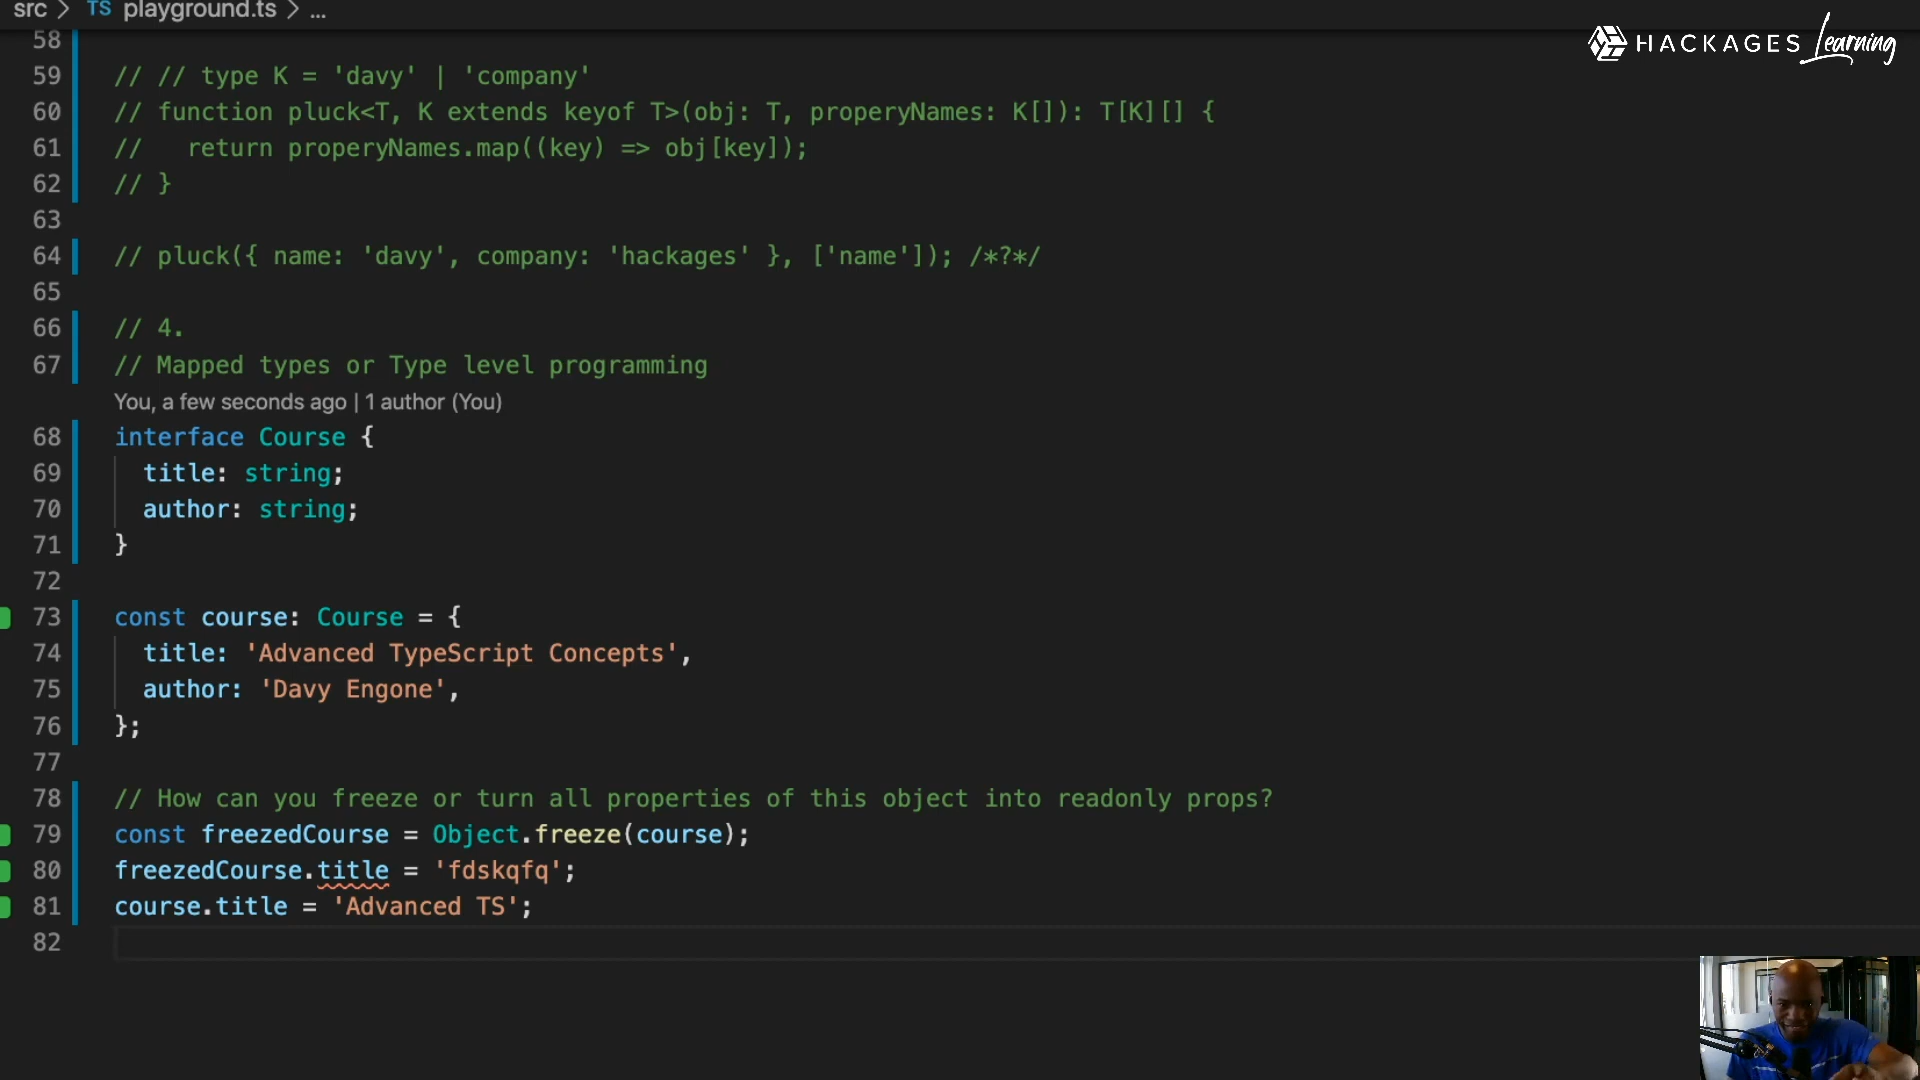 src > TS playground.ts > ...
HACKAGES Learning
58
59 // // type K = 'davy' | 'company'
60 // function pluck<T, K extends keyof T>(obj: T, properyNames: K[]): T[K][] {
61 //   return properyNames.map((key) => obj[key]);
62 // }
63
64 // pluck({ name: 'davy', company: 'hackages' }, ['name']); /*?*/
65
66 // 4.
67 // Mapped types or Type level programming
You, a few seconds ago | 1 author (You)
68 interface Course {
69   title: string;
70   author: string;
71 }
72
73 const course: Course = {
74   title: 'Advanced TypeScript Concepts',
75   author: 'Davy Engone',
76 };
77
78 // How can you freeze or turn all properties of this object into readonly props?
79 const freezedCourse = Object.freeze(course);
80 freezedCourse.title = 'fdskqfq';
81 course.title = 'Advanced TS';
82